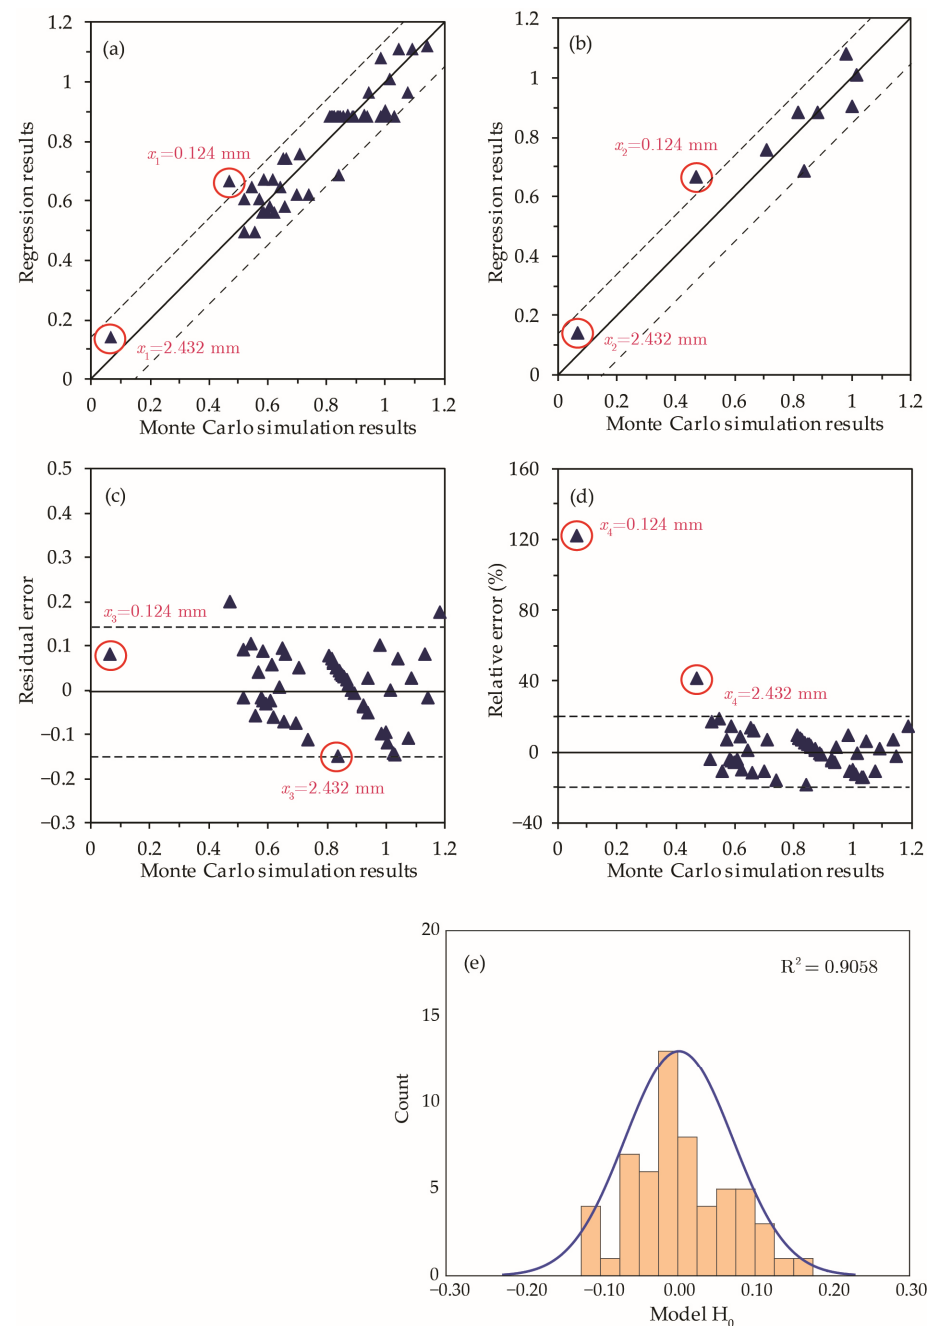 (a)
1.2
1
0.8
0.6
0.4
0.2
0
Regression results
x1=0.124 mm
x1=2.432 mm
0 0.2 0.4 0.6 0.8 1 1.2
Monte Carlo simulation results
(b)
1.2
1
0.8
0.6
0.4
0.2
0
Regression results
x2=0.124 mm
x2=2.432 mm
0 0.2 0.4 0.6 0.8 1 1.2
Monte Carlo simulation results
(c)
0.5
0.4
0.3
0.2
0.1
0
−0.1
−0.2
−0.3
Residual error
x3=0.124 mm
x3=2.432 mm
0 0.2 0.4 0.6 0.8 1 1.2
Monte Carlo simulation results
(d)
160
120
80
40
0
−40
Relative error (%)
x4=0.124 mm
x4=2.432 mm
0 0.2 0.4 0.6 0.8 1 1.2
Monte Carlo simulation results
(e)
R² = 0.9058
20
15
10
5
0
Count
−0.30 −0.20 −0.10 0.00 0.10 0.20 0.30
Model H0